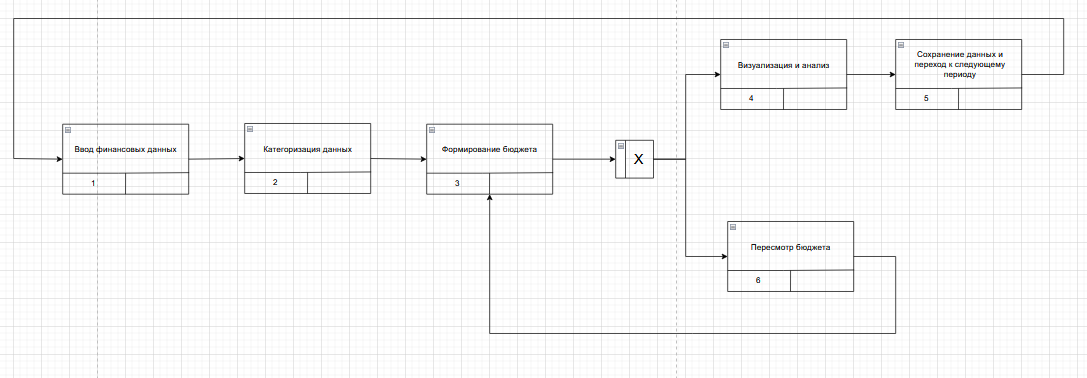 Ввод финансовых данных
1
Категоризация данных
2
Формирование бюджета
3
X
Визуализация и анализ
4
Сохранение данных и
переход к следующему
периоду
5
Пересмотр бюджета
6